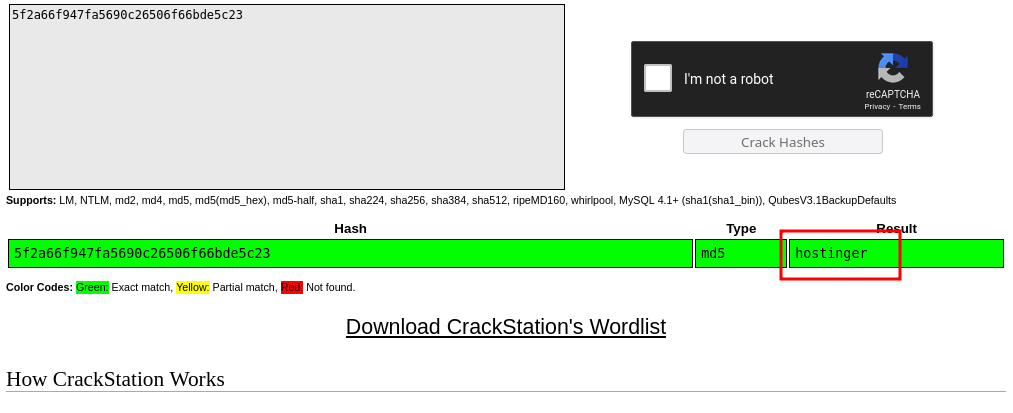 5f2a66f947fa5690c26506f66bde5c23
I'm not a robot
reCAPTCHA
Privacy - Terms
Crack Hashes
Supports: LM, NTLM, md2, md4, md5, md5(md5_hex), md5-half, sha1, sha224, sha256, sha384, sha512, ripeMD160, whirlpool, MySQL 4.1+ (sha1(sha1_bin)), QubesV3.1BackupDefaults
Hash Type Result
5f2a66f947fa5690c26506f66bde5c23 md5 hostinger
Color Codes: Green: Exact match, Yellow: Partial match, Red: Not found.
Download CrackStation's Wordlist
How CrackStation Works